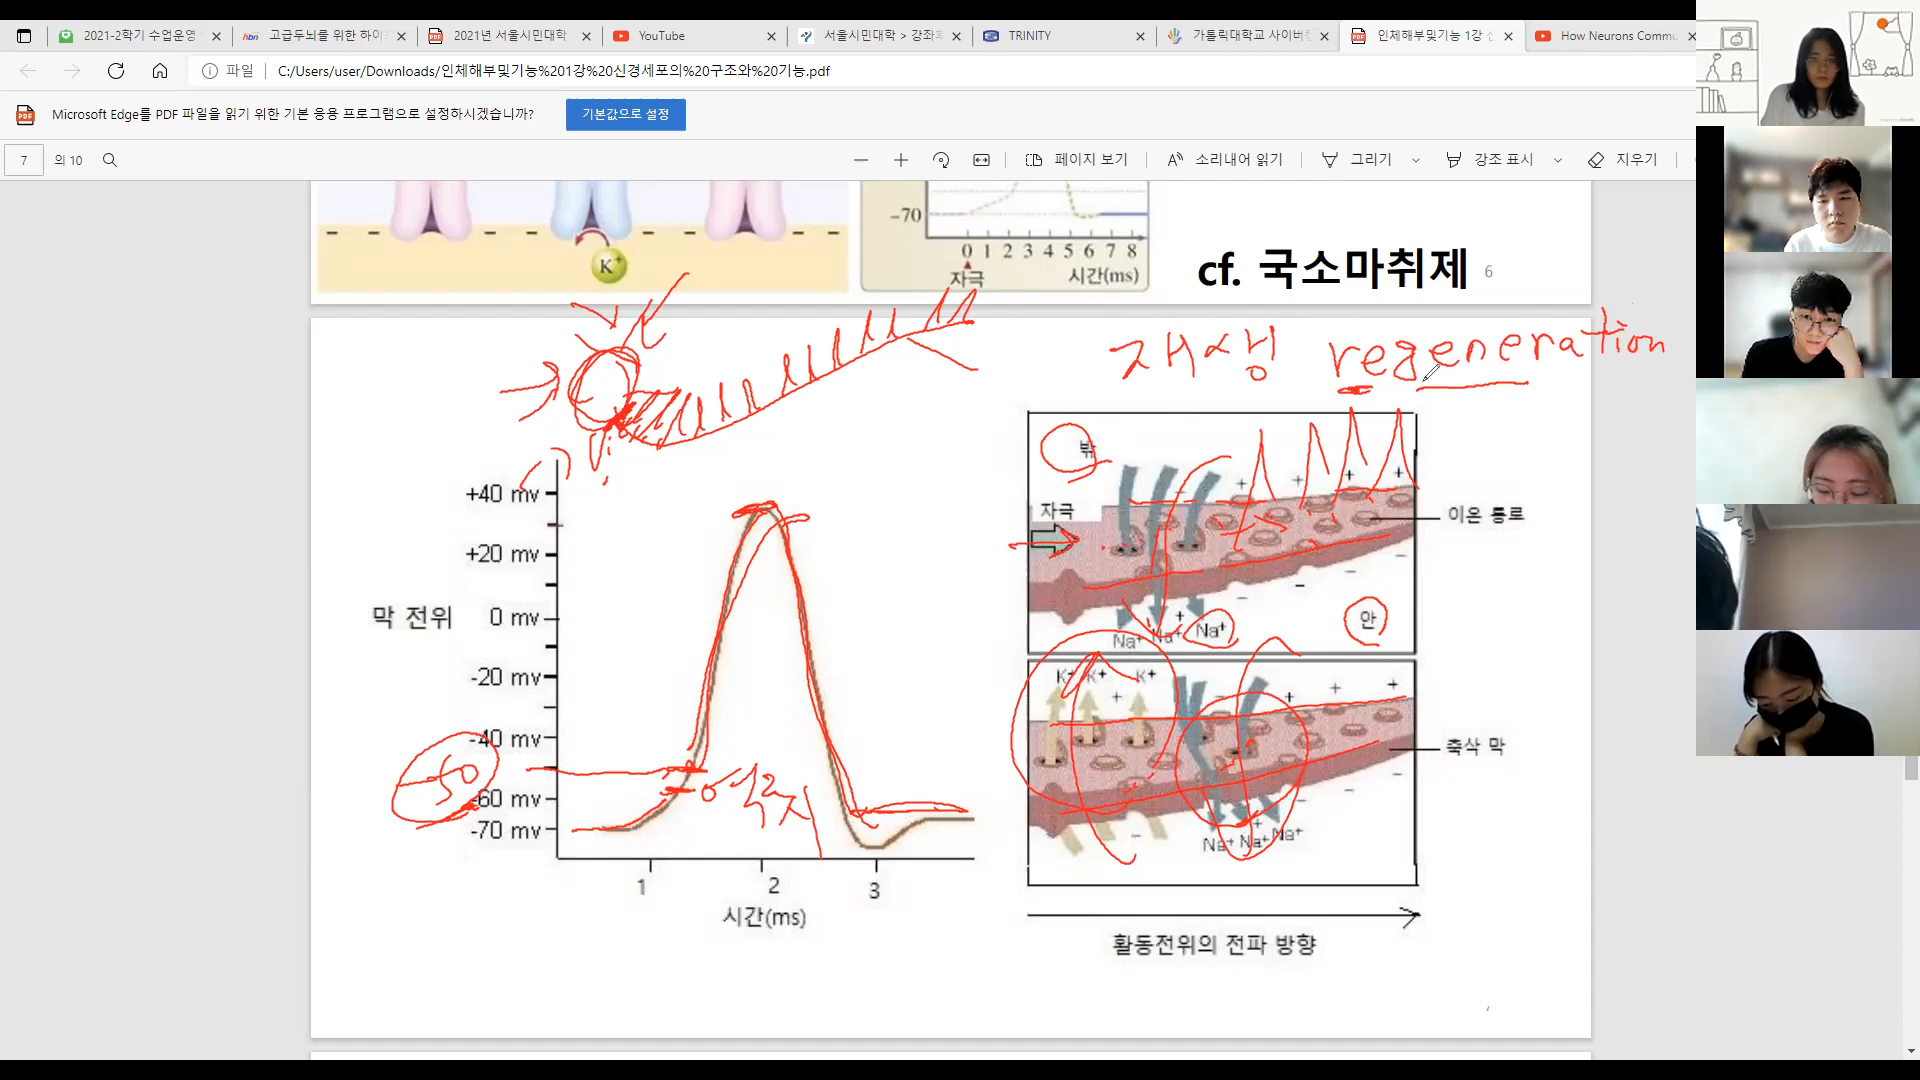 2021-2학기 수업운영
고급두뇌를 위한 하이
2021년 서울시민대학
YouTube
서울시민대학 > 강좌
TRINITY
가톨릭대학교 사이버
인체해부및기능 1강 신
How Neurons Commu
파일
C:/Users/user/Downloads/인체해부및기능%201강%20신경세포의%20구조와%20기능.pdf
Microsoft Edge를 PDF 파일을 읽기 위한 기본 응용 프로그램으로 설정하시겠습니까?
기본값으로 설정
7
의 10
페이지 보기
소리내어 읽기
그리기
강조 표시
지우기
K+
-70
0 1 2 3 4 5 6 7 8
자극
시간(ms)
cf. 국소마취제
6
재생 regeneration
+40 mv
+20 mv
막 전위
0 mv
-20 mv
-40 mv
-50
-60 mv
-70 mv
역치
1
2
3
시간(ms)
밖
자극
이온 통로
안
Na+ Na+ Na+
K+ K+ K+
축삭 막
Na+ Na+ Na+
활동전위의 전파 방향